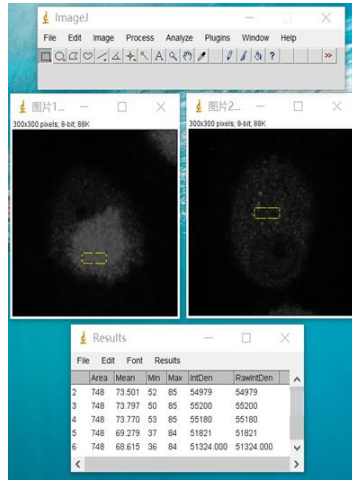 ImageJ
File Edit Image Process Analyze Plugins Window Help
A ? >>
图片1...
300x300 pixels; 8-bit; 88K
图片2...
300x300 pixels; 8-bit; 88K
Results
File Edit Font Results
Area Mean Min Max IntDen RawIntDen
2 748 73.501 52 85 54979 54979
3 748 73.797 50 85 55200 55200
4 748 73.770 53 85 55180 55180
5 748 69.279 37 84 51821 51821
6 748 68.615 36 84 51324.000 51324.000